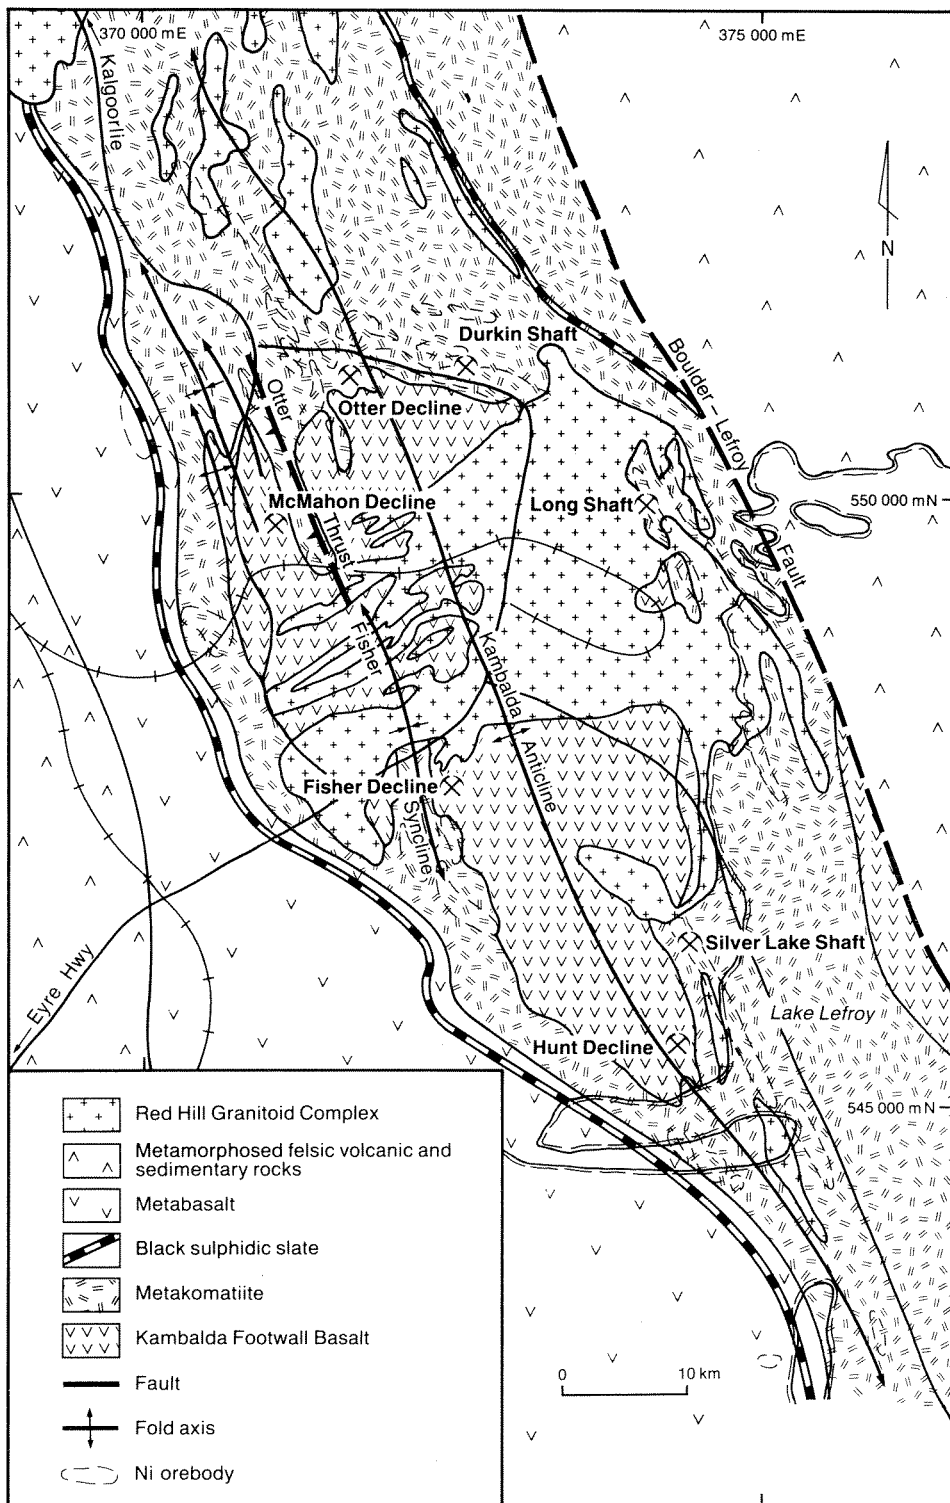 370 000 mE
375 000 mE
Kalgoorlie
N
Durkin Shaft
Boulder - Lefroy
Fault
Otter
Thrust
Otter Decline
McMahon Decline
Long Shaft
550 000 mN
Fisher
Syncline
Kambalda
Anticline
Fisher Decline
Silver Lake Shaft
Eyre Hwy
Lake Lefroy
Hunt Decline
545 000 mN
Red Hill Granitoid Complex
Metamorphosed felsic volcanic and
sedimentary rocks
Metabasalt
Black sulphidic slate
Metakomatiite
Kambalda Footwall Basalt
Fault
Fold axis
Ni orebody
0 10 km